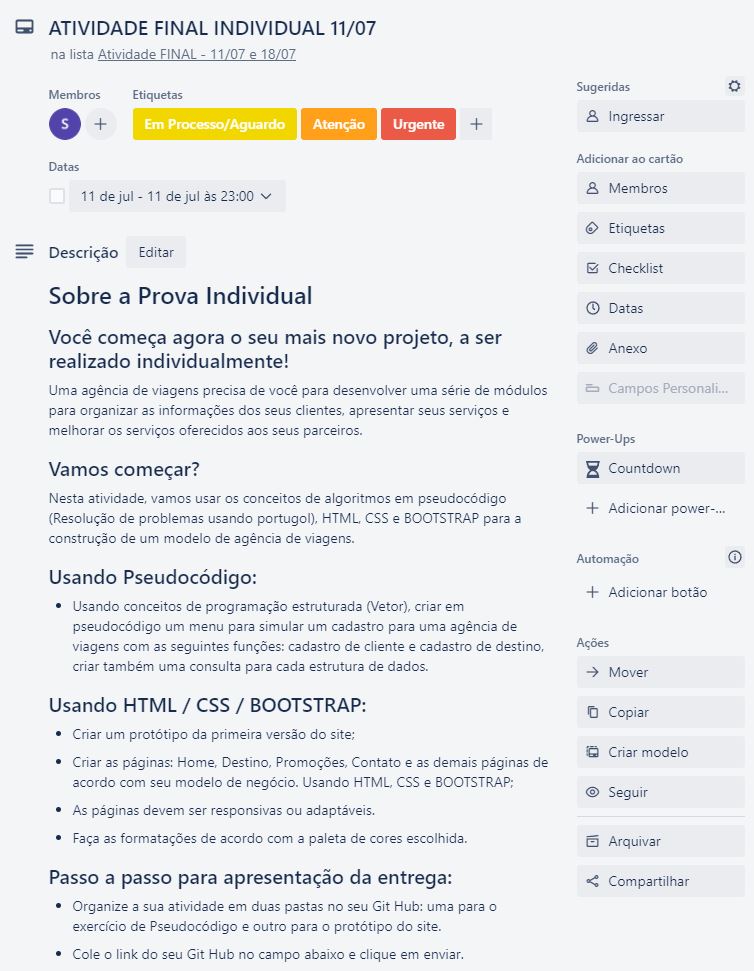 ATIVIDADE FINAL INDIVIDUAL 11/07
na lista Atividade FINAL - 11/07 e 18/07
Membros
Etiquetas
S
Em Processo/Aguardo
Atenção
Urgente
Datas
11 de jul - 11 de jul às 23:00
Descrição
Editar
Sobre a Prova Individual
Você começa agora o seu mais novo projeto, a ser
realizado individualmente!
Uma agência de viagens precisa de você para desenvolver uma série de módulos
para organizar as informações dos seus clientes, apresentar seus serviços e
melhorar os serviços oferecidos aos seus parceiros.
Vamos começar?
Nesta atividade, vamos usar os conceitos de algoritmos em pseudocódigo
(Resolução de problemas usando portugol), HTML, CSS e BOOTSTRAP para a
construção de um modelo de agência de viagens.
Usando Pseudocódigo:
• Usando conceitos de programação estruturada (Vetor), criar em
pseudocódigo um menu para simular um cadastro para uma agência de
viagens com as seguintes funções: cadastro de cliente e cadastro de destino,
criar também uma consulta para cada estrutura de dados.
Usando HTML / CSS / BOOTSTRAP:
• Criar um protótipo da primeira versão do site;
• Criar as páginas: Home, Destino, Promoções, Contato e as demais páginas de
acordo com seu modelo de negócio. Usando HTML, CSS e BOOTSTRAP;
• As páginas devem ser responsivas ou adaptáveis.
• Faça as formatações de acordo com a paleta de cores escolhida.
Passo a passo para apresentação da entrega:
• Organize a sua atividade em duas pastas no seu Git Hub: uma para o
exercício de Pseudocódigo e outro para o protótipo do site.
• Cole o link do seu Git Hub no campo abaixo e clique em enviar.
Sugeridas
Ingressar
Adicionar ao cartão
Membros
Etiquetas
Checklist
Datas
Anexo
Campos Personali...
Power-Ups
Countdown
+ Adicionar power-...
Automação
+ Adicionar botão
Ações
Mover
Copiar
Criar modelo
Seguir
Arquivar
Compartilhar